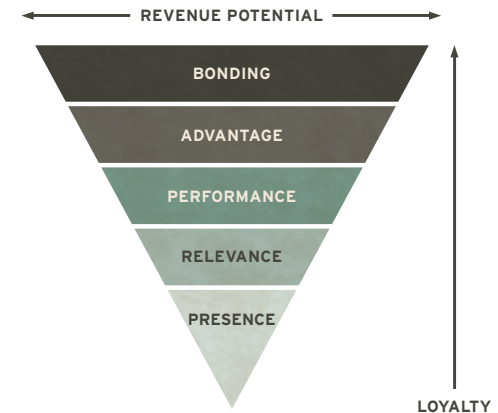 REVENUE POTENTIAL
BONDING
ADVANTAGE
PERFORMANCE
RELEVANCE
PRESENCE
LOYALTY